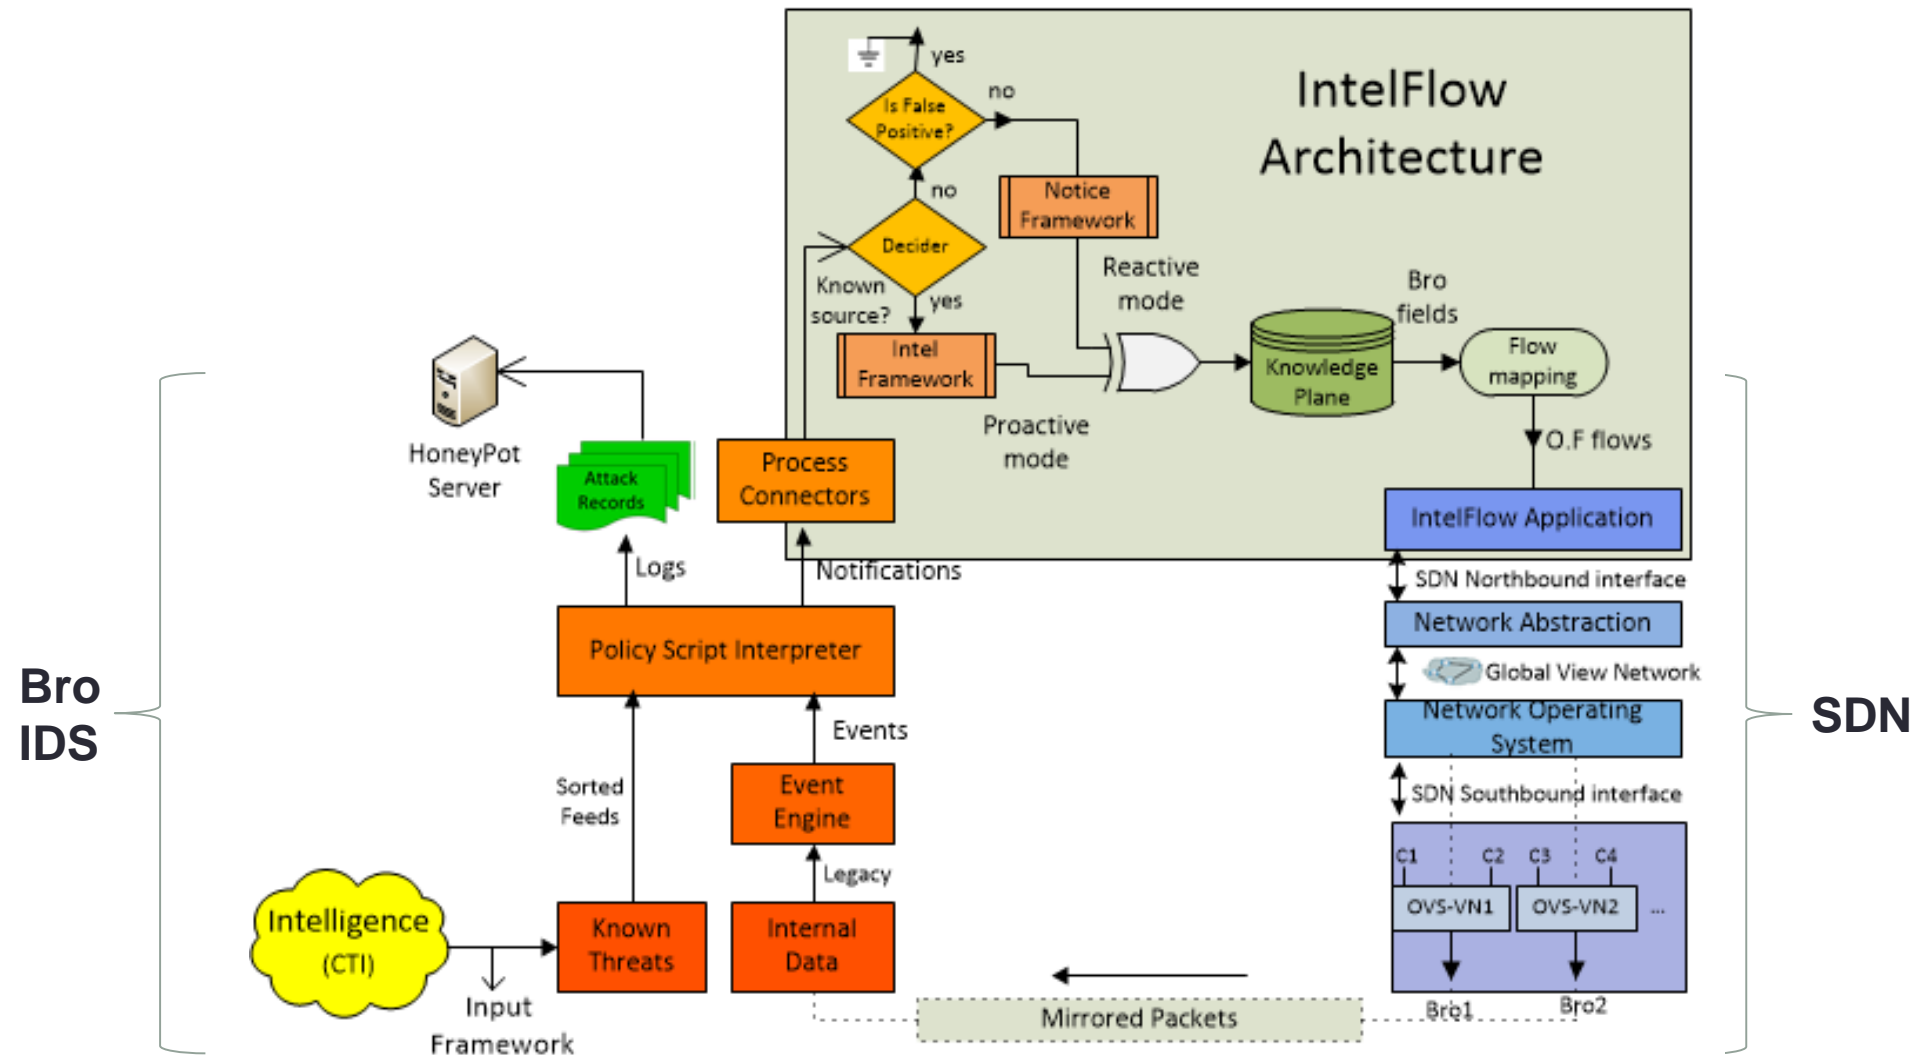 IntelFlow
Architecture
yes
Is False
Positive?
no
no
Notice
Framework
Decider
Known
source?
yes
Reactive
mode
Bro
fields
Intel
Framework
Knowledge
Plane
Flow
mapping
Proactive
mode
O.F flows
HoneyPot
Server
Attack
Records
Process
Connectors
IntelFlow Application
Logs
Notifications
SDN Northbound interface
Network Abstraction
Policy Script Interpreter
Global View Network
Bro
IDS
SDN
Network Operating
System
Events
Sorted
Feeds
Event
Engine
SDN Southbound interface
Legacy
C1
C2
C3
C4
OVS-VN1
OVS-VN2
...
Intelligence
(CTI)
Known
Threats
Internal
Data
Input
Framework
Mirrored Packets
Bro1
Bro2